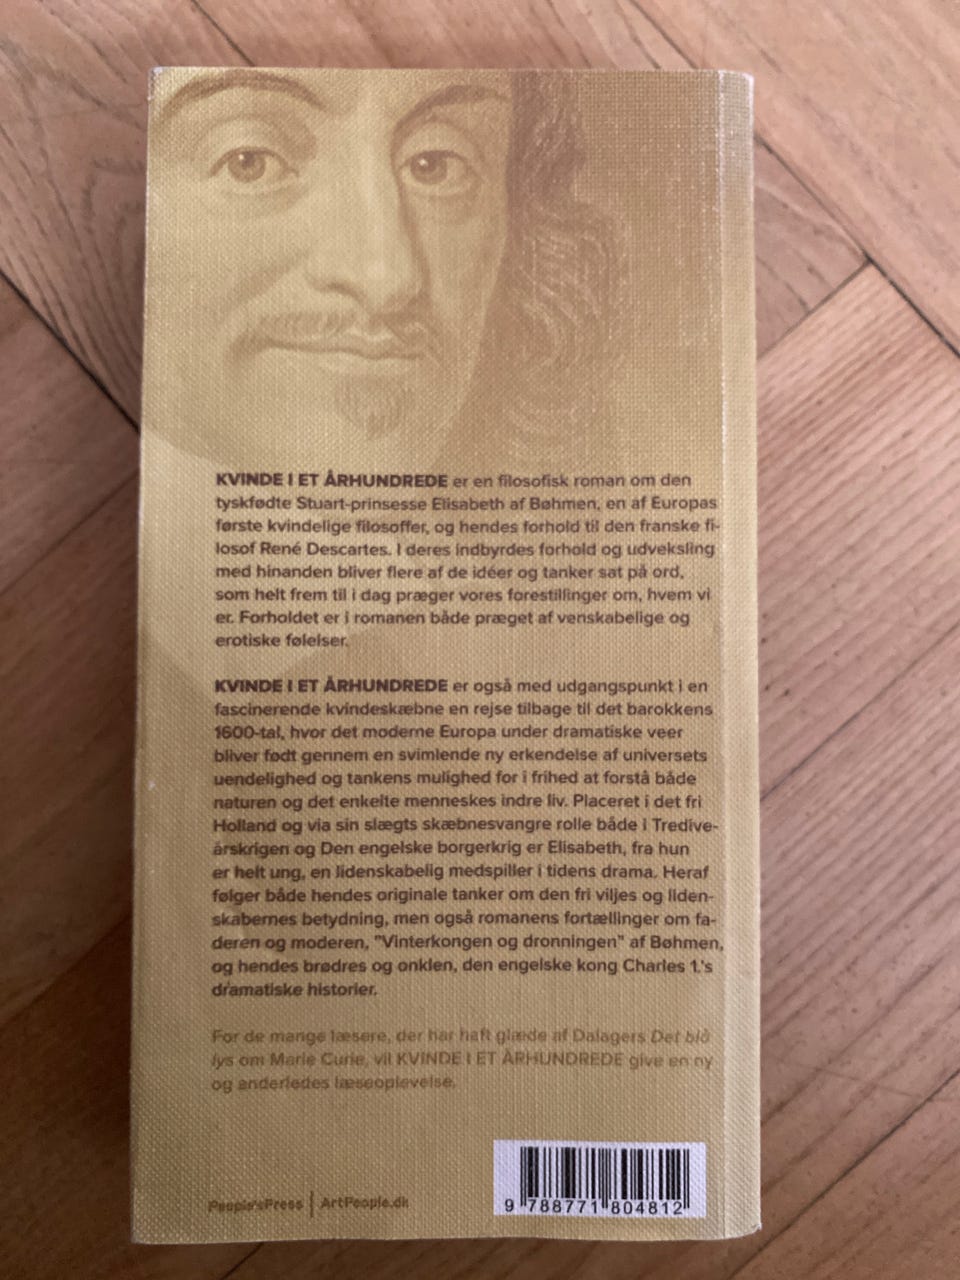 KVINDE I ET ÅRHUNDREDE er en filosofisk roman om den
tyskfødte Stuart-prinsesse Elisabeth af Bøhmen, en af Europas
første kvindelige filosoffer, og hendes forhold til den franske fi-
losof René Descartes. I deres indbyrdes forhold og udveksling
med hinanden bliver flere af de idéer og tanker sat på ord,
som helt frem til i dag præger vores forestillinger om, hvem vi
er. Forholdet er i romanen både præget af venskabelige og
erotiske følelser.
KVINDE I ET ÅRHUNDREDE er også med udgangspunkt i en
fascinerende kvindeskæbne en rejse tilbage til det barokkens
1600-tal, hvor det moderne Europa under dramatiske veer
bliver født gennem en svimlende ny erkendelse af universets
uendelighed og tankens mulighed for i frihed at forstå både
naturen og det enkelte menneskes indre liv. Placeret i det fri
Holland og via sin slægts skæbnesvangre rolle både i Tredive-
årskrigen og Den engelske borgerkrig er Elisabeth, fra hun
er helt ung, en lidenskabelig medspiller i tidens drama. Heraf
følger både hendes originale tanker om den fri viljes og liden-
skabernes betydning, men også romanens fortællinger om fa-
deren og moderen, "Vinterkongen og dronningen" af Bøhmen,
og hendes brødres og onklen, den engelske kong Charles 1.'s
dramatiske historier.
For de mange læsere, der har haft glæde af Dalagers Det blå
lys om Marie Curie, vil KVINDE I ET ÅRHUNDREDE give en ny
og anderledes læseoplevelse.
People'sPress | ArtPeople.dk
9 788771 804812